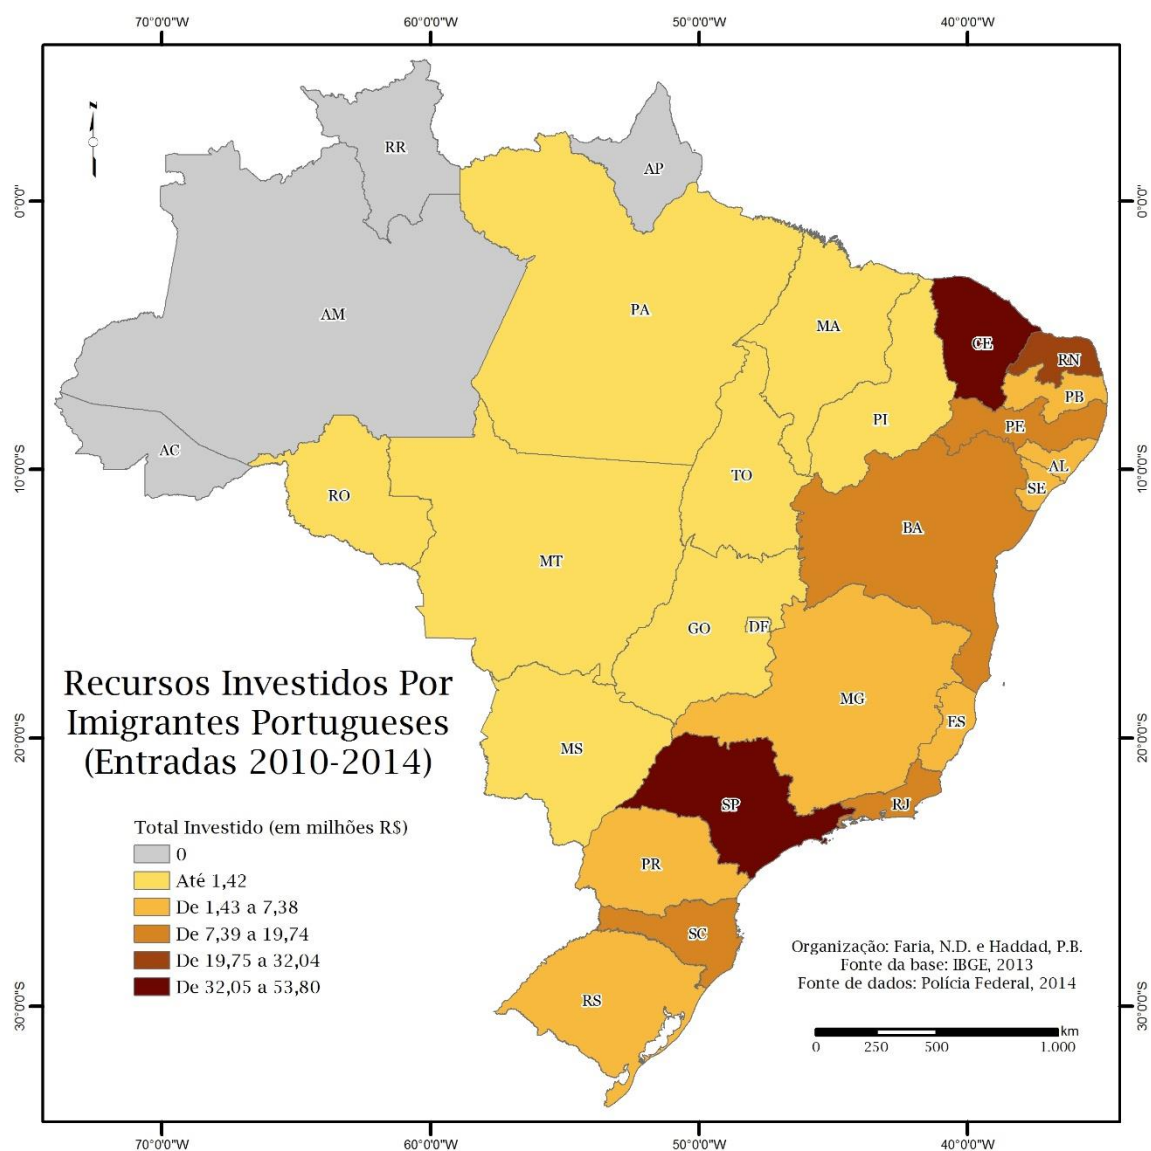 70°0'0"W
60°0'0"W
50°0'0"W
40°0'0"W
N
RR
AP
0°0'0"
0°0'0"
AM
PA
MA
CE
RN
PB
PI
PE
AC
TO
AL
10°0'0"S
10°0'0"S
RO
SE
BA
MT
GO
DF
Recursos Investidos Por
Imigrantes Portugueses
(Entradas 2010-2014)
MG
ES
20°0'0"S
20°0'0"S
MS
SP
RJ
Total Investido (em milhões R$)
0
Até 1,42
De 1,43 a 7,38
De 7,39 a 19,74
De 19,75 a 32,04
De 32,05 a 53,80
PR
SC
RS
Organização: Faria, N.D. e Haddad, P.B.
Fonte da base: IBGE, 2013
Fonte de dados: Polícia Federal, 2014
30°0'0"S
30°0'0"S
km
0 250 500 1.000
70°0'0"W
60°0'0"W
50°0'0"W
40°0'0"W